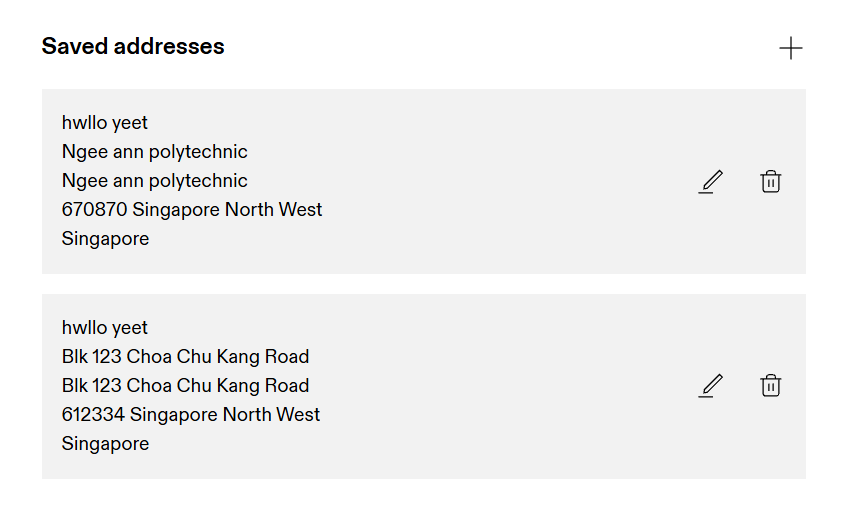 Saved addresses
hwllo yeet
Ngee ann polytechnic
Ngee ann polytechnic
670870 Singapore North West
Singapore
hwllo yeet
Blk 123 Choa Chu Kang Road
Blk 123 Choa Chu Kang Road
612334 Singapore North West
Singapore